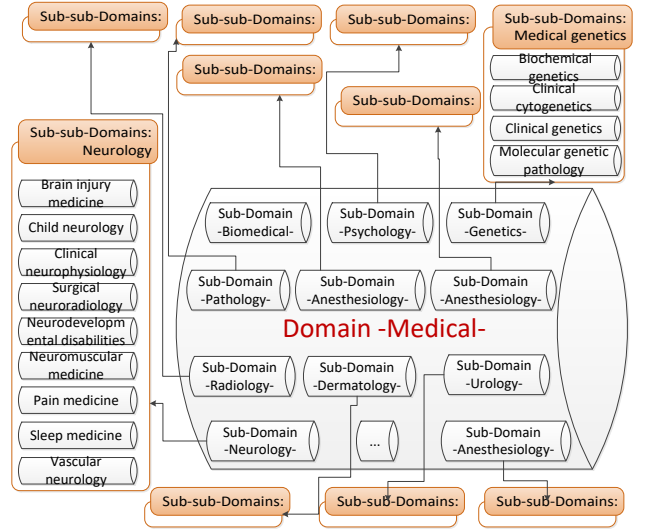 Sub-sub-Domains:
Sub-sub-Domains:
Sub-sub-Domains:
Sub-sub-Domains:
Medical genetics
Biochemical
genetics
Clinical
cytogenetics
Clinical genetics
Molecular genetic
pathology
Sub-sub-Domains:
Sub-sub-Domains:
Sub-sub-Domains:
Neurology
Brain injury
medicine
Child neurology
Clinical
neurophysiology
Surgical
neuroradiology
Neurodevelopm
ental disabilities
Neuromuscular
medicine
Pain medicine
Sleep medicine
Vascular
neurology
Sub-Domain
-Biomedical-
Sub-Domain
-Psychology-
Sub-Domain
-Genetics-
Sub-Domain
-Pathology-
Sub-Domain
-Anesthesiology-
Sub-Domain
-Anesthesiology-
Domain -Medical-
Sub-Domain
-Radiology-
Sub-Domain
-Dermatology-
Sub-Domain
-Urology-
Sub-Domain
-Neurology-
...
Sub-Domain
-Anesthesiology-
Sub-sub-Domains:
Sub-sub-Domains:
Sub-sub-Domains: